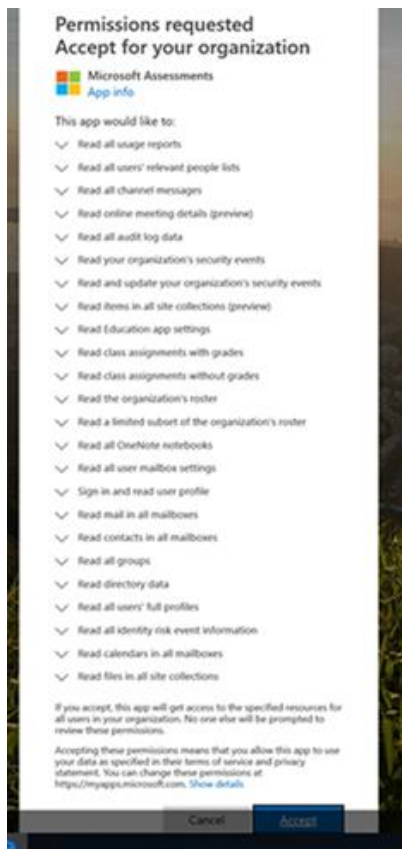 Permissions requested
Accept for your organization
Microsoft Assessments
App info
This app would like to:
Read all usage reports
Read all users' relevant people lists
Read all channel messages
Read online meeting details (preview)
Read all audit log data
Read your organization's security events
Read and update your organization's security events
Read items in all site collections (preview)
Read Education app settings
Read class assignments with grades
Read class assignments without grades
Read the organization's roster
Read a limited subset of the organization's roster
Read all OneNote notebooks
Read all user mailbox settings
Sign in and read user profile
Read mail in all mailboxes
Read contacts in all mailboxes
Read all groups
Read directory data
Read all users' full profiles
Read all identity risk event information
Read calendars in all mailboxes
Read files in all site collections
If you accept, this app will get access to the specified resources for
all users in your organization. No one else will be prompted to
review these permissions.
Accepting these permissions means that you allow this app to use
your data as specified in their terms of service and privacy
statement. You can change these permissions at
https://myapps.microsoft.com. Show details
Cancel Accept